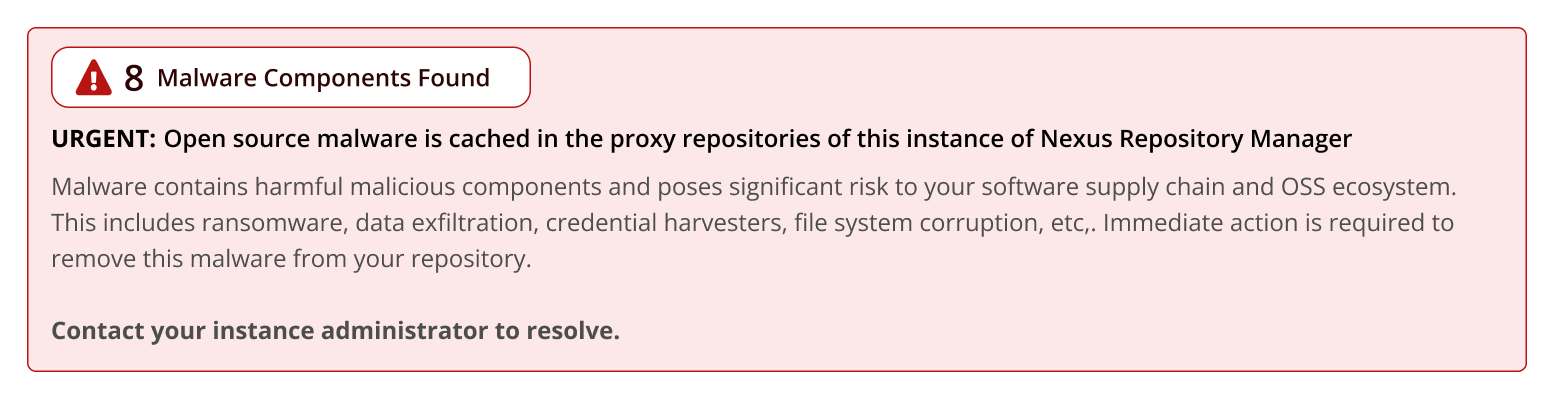 8 Malware Components Found
URGENT: Open source malware is cached in the proxy repositories of this instance of Nexus Repository Manager
Malware contains harmful malicious components and poses significant risk to your software supply chain and OSS ecosystem.
This includes ransomware, data exfiltration, credential harvesters, file system corruption, etc,. Immediate action is required to
remove this malware from your repository.
Contact your instance administrator to resolve.